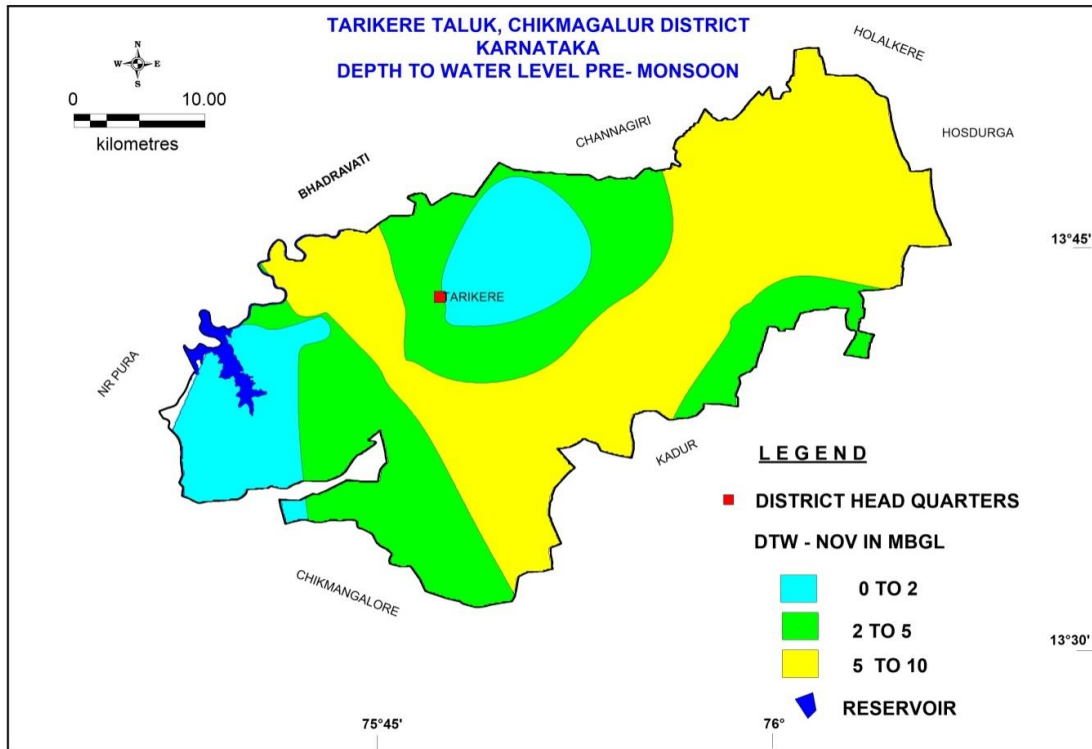 TARIKERE TALUK, CHIKMAGALUR DISTRICT
KARNATAKA
DEPTH TO WATER LEVEL PRE- MONSOON
N
W E
S
0 10.00
kilometres
HOLALKERE
HOSDURGA
CHANNAGIRI
BHADRAVATI
13°45'
TARIKERE
NR PURA
KADUR
CHIKMANGALORE
LEGEND
DISTRICT HEAD QUARTERS
DTW - NOV IN MBGL
0 TO 2
2 TO 5
5 TO 10
RESERVOIR
13°30'
75°45' 76°